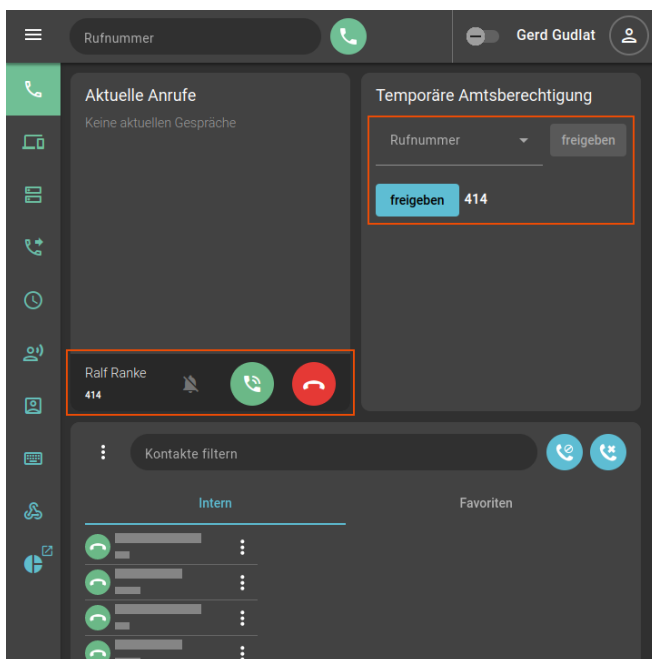 Rufnummer
Gerd Gudlat
Aktuelle Anrufe
Keine aktuellen Gespräche
Temporäre Amtsberechtigung
Rufnummer
freigeben
freigeben 414
Ralf Ranke
414
Kontakte filtern
Intern
Favoriten